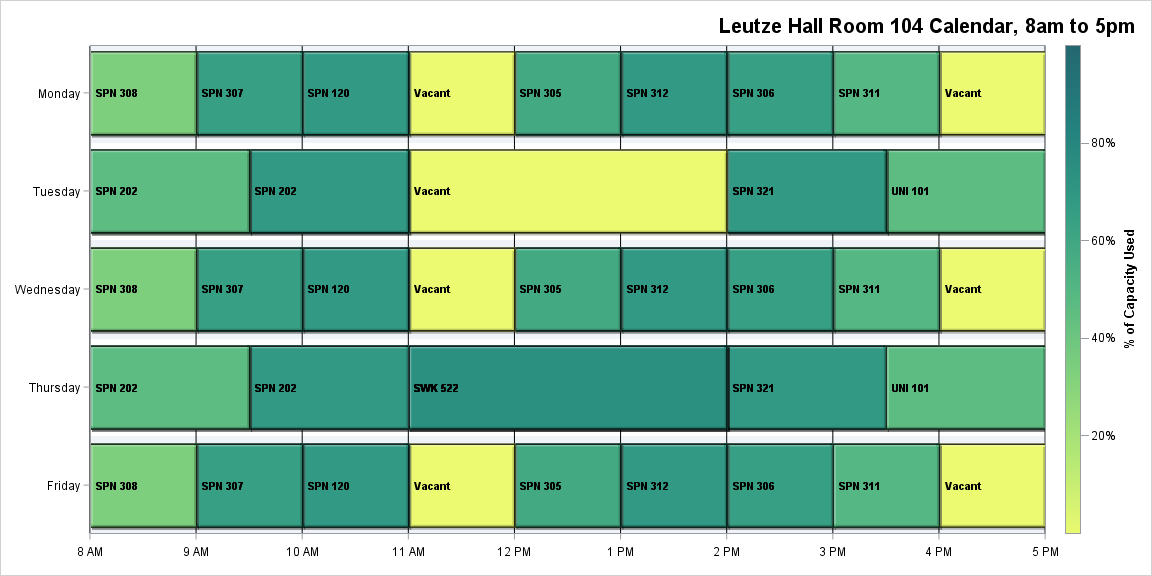 Leutze Hall Room 104 Calendar, 8am to 5pm
Monday
SPN 308
SPN 307
SPN 120
Vacant
SPN 305
SPN 312
SPN 306
SPN 311
Vacant
Tuesday
SPN 202
SPN 202
Vacant
SPN 321
UNI 101
Wednesday
SPN 308
SPN 307
SPN 120
Vacant
SPN 305
SPN 312
SPN 306
SPN 311
Vacant
Thursday
SPN 202
SPN 202
SWK 522
SPN 321
UNI 101
Friday
SPN 308
SPN 307
SPN 120
Vacant
SPN 305
SPN 312
SPN 306
SPN 311
Vacant
8 AM
9 AM
10 AM
11 AM
12 PM
1 PM
2 PM
3 PM
4 PM
5 PM
80%
60%
40%
20%
% of Capacity Used